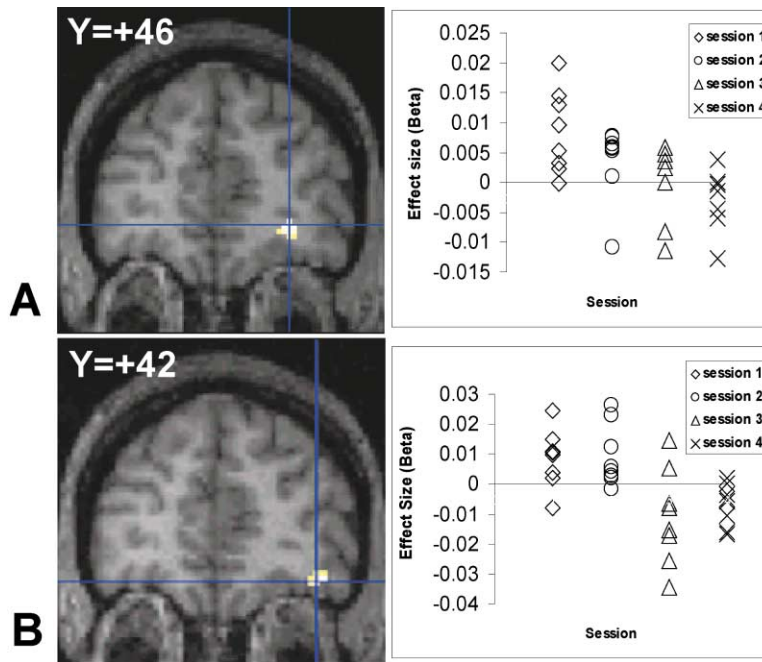 Y=+46
A
Effect size (Beta)
0.025
0.02
0.015
0.01
0.005
0
-0.005
-0.01
-0.015
Session
session 1
session 2
session 3
session 4
Y=+42
B
Effect Size (Beta)
0.03
0.02
0.01
0
-0.01
-0.02
-0.03
-0.04
Session
session 1
session 2
session 3
session 4